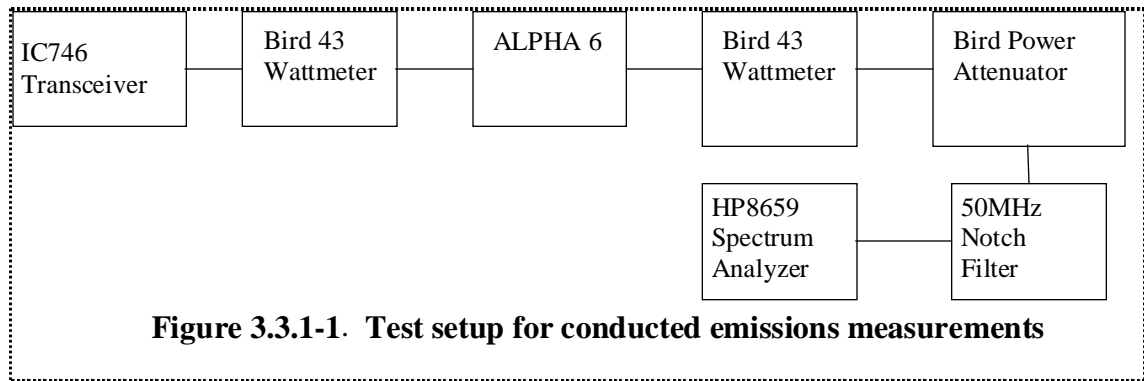 IC746
Transceiver
Bird 43
Wattmeter
ALPHA 6
Bird 43
Wattmeter
Bird Power
Attenuator
HP8659
Spectrum
Analyzer
50MHz
Notch
Filter
Figure 3.3.1-1. Test setup for conducted emissions measurements